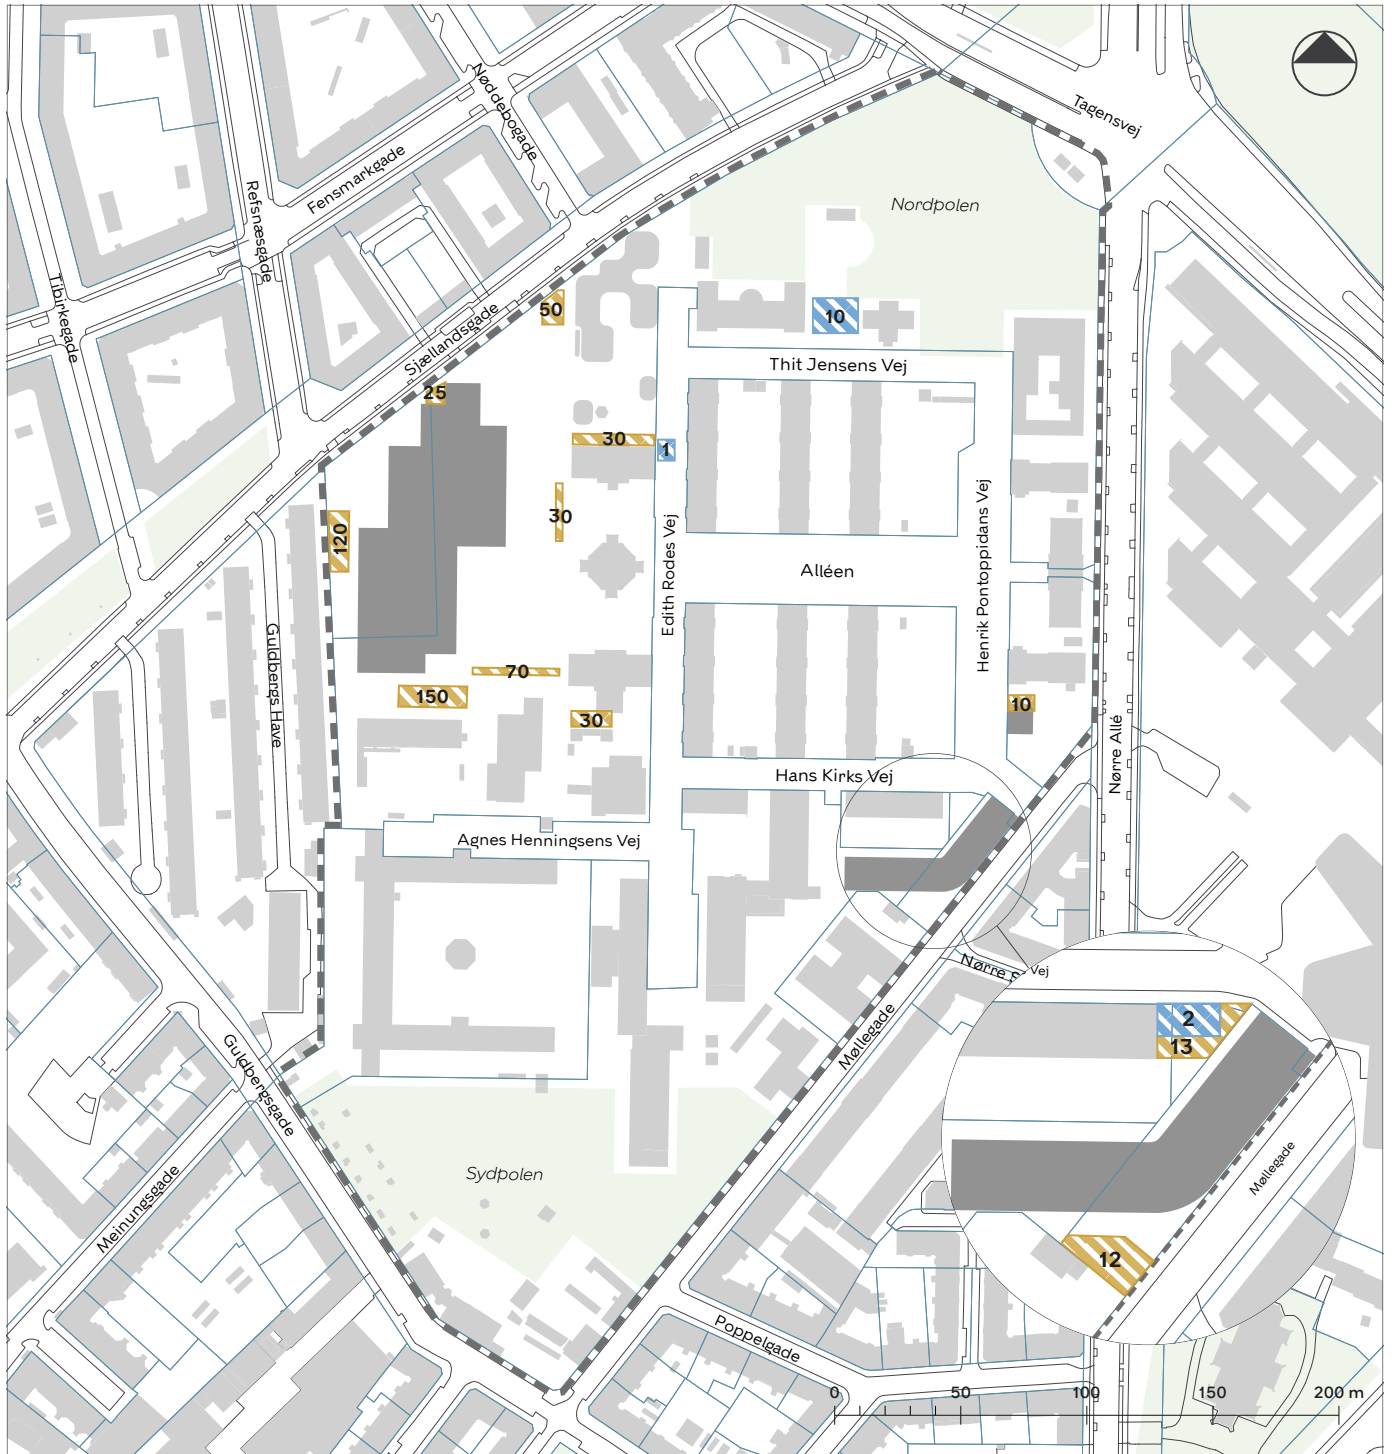 Nøddebogade
Tagensvej
Fensmarkgade
Refsnæsgade
Nordpolen
Tibirkegade
50
10
Sjællandsgade
Thit Jensens Vej
25
30
1
30
120
Edith Rodes Vej
Alléen
Henrik Pontoppidans Vej
Guldbergs Have
70
150
30
10
Nørre Allé
Hans Kirks Vej
Agnes Henningsens Vej
Nørre S
Vej
Møllegade
Guldbergsgade
2
13
Møllegade
12
Sydpolen
Meinungsgade
Poppelgade
0 50 100 150 200 m